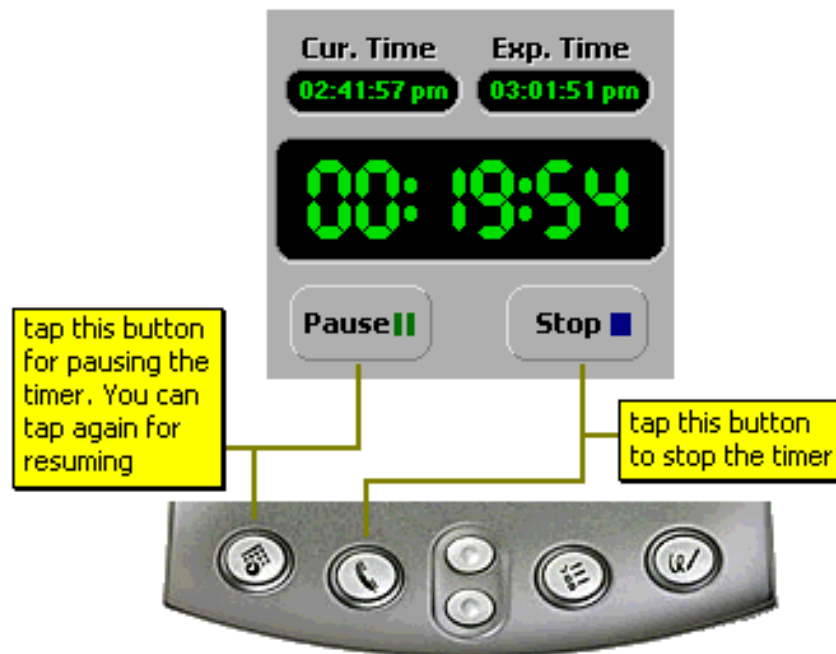 Cur. Time Exp. Time
02:41:57 pm 03:01:51 pm
00:19:54
Pause Stop
tap this button
for pausing the
timer. You can
tap again for
resuming
tap this button
to stop the timer